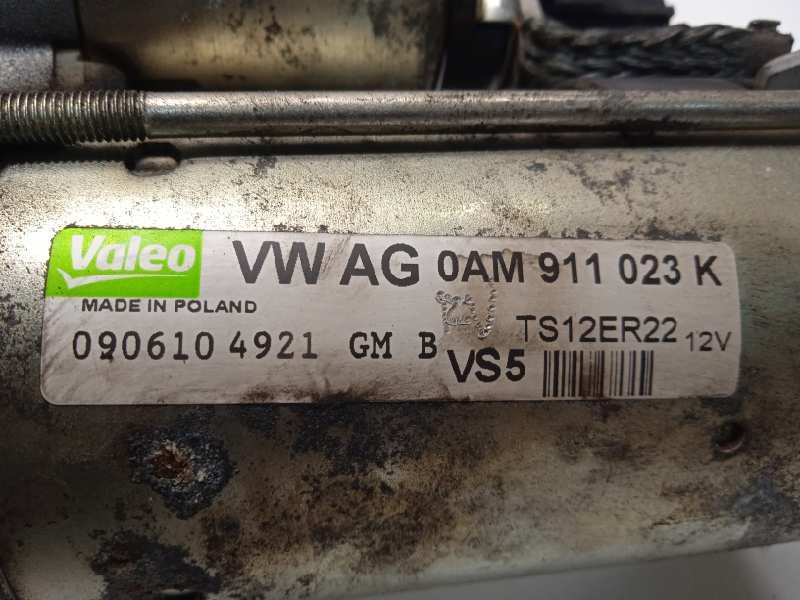 Valeo VW AG 0AM 911 023 K
MADE IN POLAND
TS12ER22 12V
0906104921 GM B
VS5